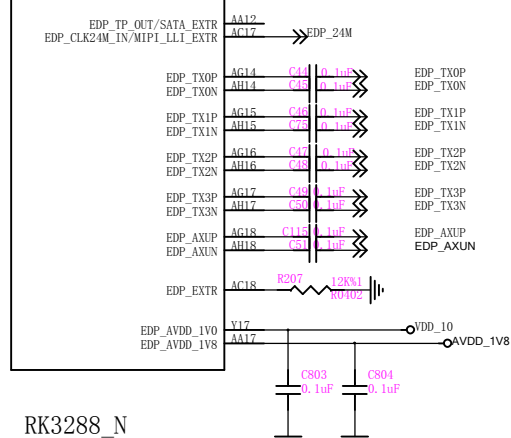 EDP_TP_OUT/SATA_EXTR AA12
EDP_CLK24M_IN/MIPI_LLI_EXTR AC17 EDP_24M
EDP_TX0P AG14 C44 0.1uF EDP_TX0P
EDP_TX0N AH14 C45 0.1uF EDP_TX0N
EDP_TX1P AG15 C46 0.1uF EDP_TX1P
EDP_TX1N AH15 C75 0.1uF EDP_TX1N
EDP_TX2P AG16 C47 0.1uF EDP_TX2P
EDP_TX2N AH16 C48 0.1uF EDP_TX2N
EDP_TX3P AG17 C49 0.1uF EDP_TX3P
EDP_TX3N AH17 C50 0.1uF EDP_TX3N
EDP_AXUP AG18 C115 0.1uF EDP_AXUP
EDP_AXUN AH18 C51 0.1uF EDP_AXUN
EDP_EXTR AC18 R207 12K%1
R0402
EDP_AVDD_1V0 Y17 VDD_10
EDP_AVDD_1V8 AA17 AVDD_1V8
C803 C804
0.1uF 0.1uF
RK3288_N